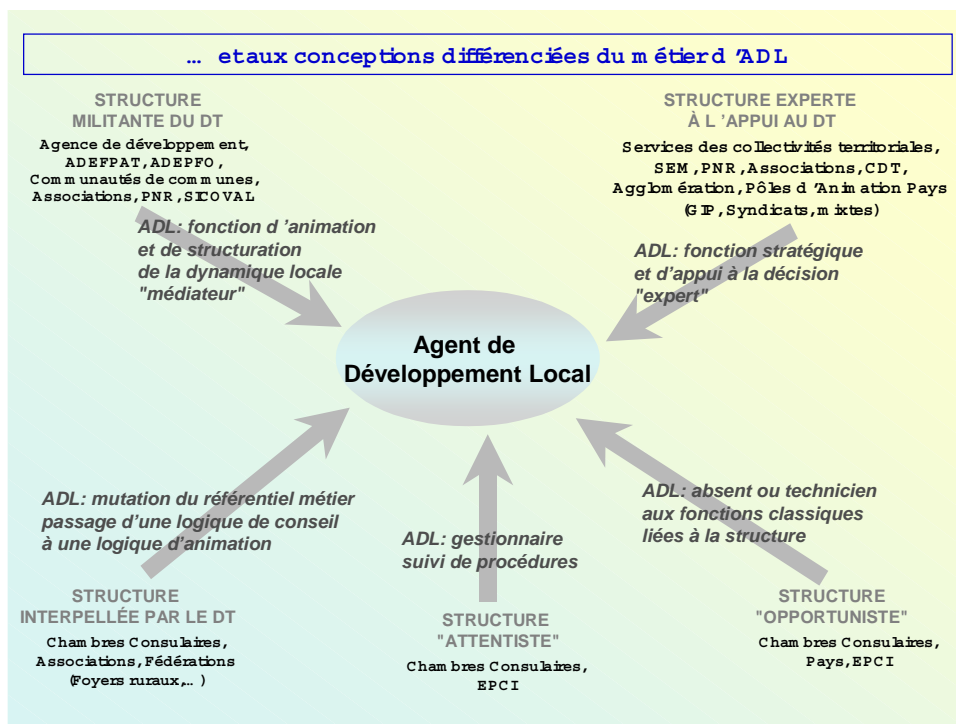 ... et aux conceptions différenciées du métier d 'ADL
STRUCTURE
MILITANTE DU DT
Agence de développement,
ADEFPAT, ADEPFO,
Communautés de communes,
Associations, PNR, SICOVAL
ADL: fonction d 'animation
et de structuration
de la dynamique locale
"médiateur"
STRUCTURE EXPERTE
À L 'APPUI AU DT
Services des collectivités territoriales,
SEM, PNR, Associations, CDT,
Agglomération, Pôles d 'Animation Pays
(GIP, Syndicats, mixtes)
ADL: fonction stratégique
et d'appui à la décision
"expert"
Agent de
Développement Local
ADL: mutation du référentiel métier
passage d'une logique de conseil
à une logique d'animation
STRUCTURE
INTERPELLÉE PAR LE DT
Chambres Consulaires,
Associations, Fédérations
(Foyers ruraux,... )
ADL: gestionnaire
suivi de procédures
STRUCTURE
"ATTENTISTE"
Chambres Consulaires,
EPCI
ADL: absent ou technicien
aux fonctions classiques
liées à la structure
STRUCTURE
"OPPORTUNISTE"
Chambres Consulaires,
Pays, EPCI